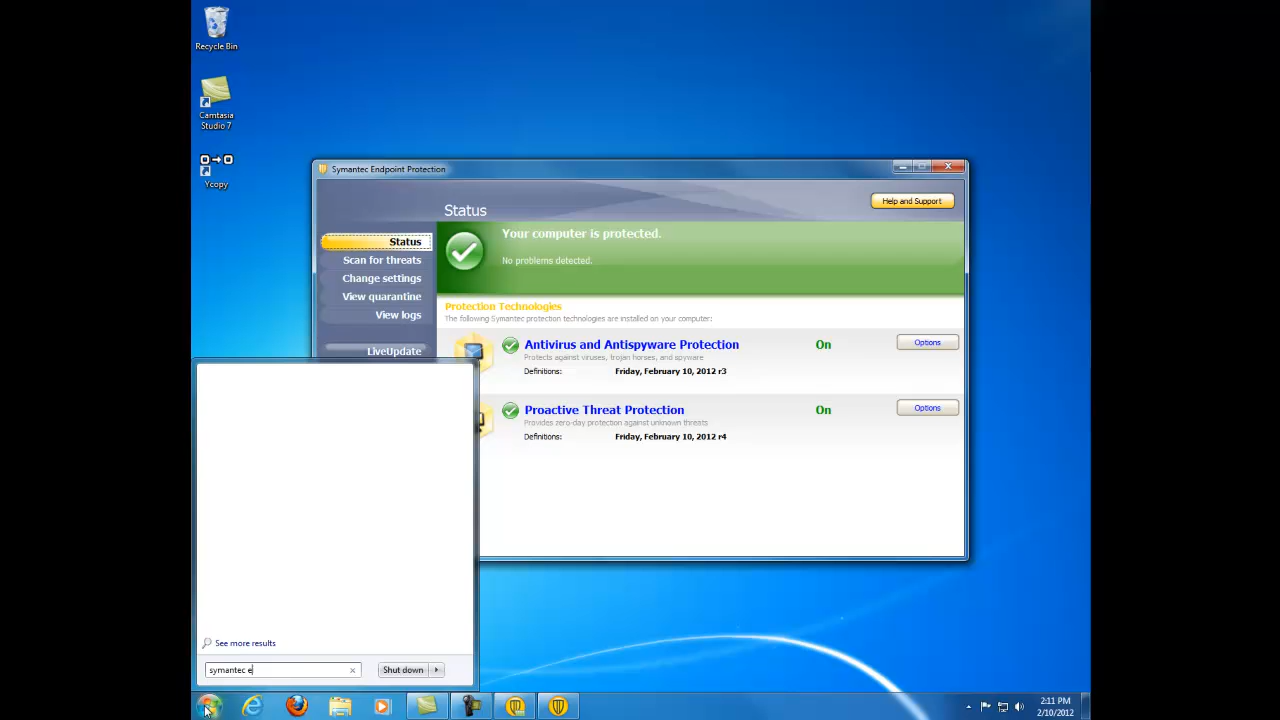 Recycle Bin
Camtasia
Studio 7
Ycopy
Symantec Endpoint Protection
Status
Help and Support
Status
Scan for threats
Change settings
View quarantine
View logs
LiveUpdate
Your computer is protected.
No problems detected.
Protection Technologies
The following Symantec protection technologies are installed on your computer:
Antivirus and Antispyware Protection
On
Options
Protects against viruses, trojan horses, and spyware
Definitions: Friday, February 10, 2012 r3
Proactive Threat Protection
On
Options
Provides zero-day protection against unknown threats
Definitions: Friday, February 10, 2012 r4
See more results
symantec e
Shut down
2:11 PM
2/10/2012